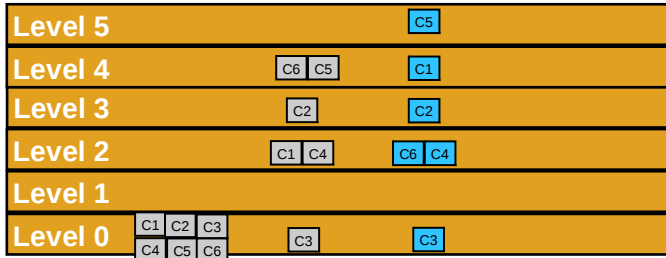 Level 5 C5
Level 4 C6 C5 C1
Level 3 C2 C2
Level 2 C1 C4 C6 C4
Level 1
Level 0 C1 C2 C3 C3 C3
C4 C5 C6